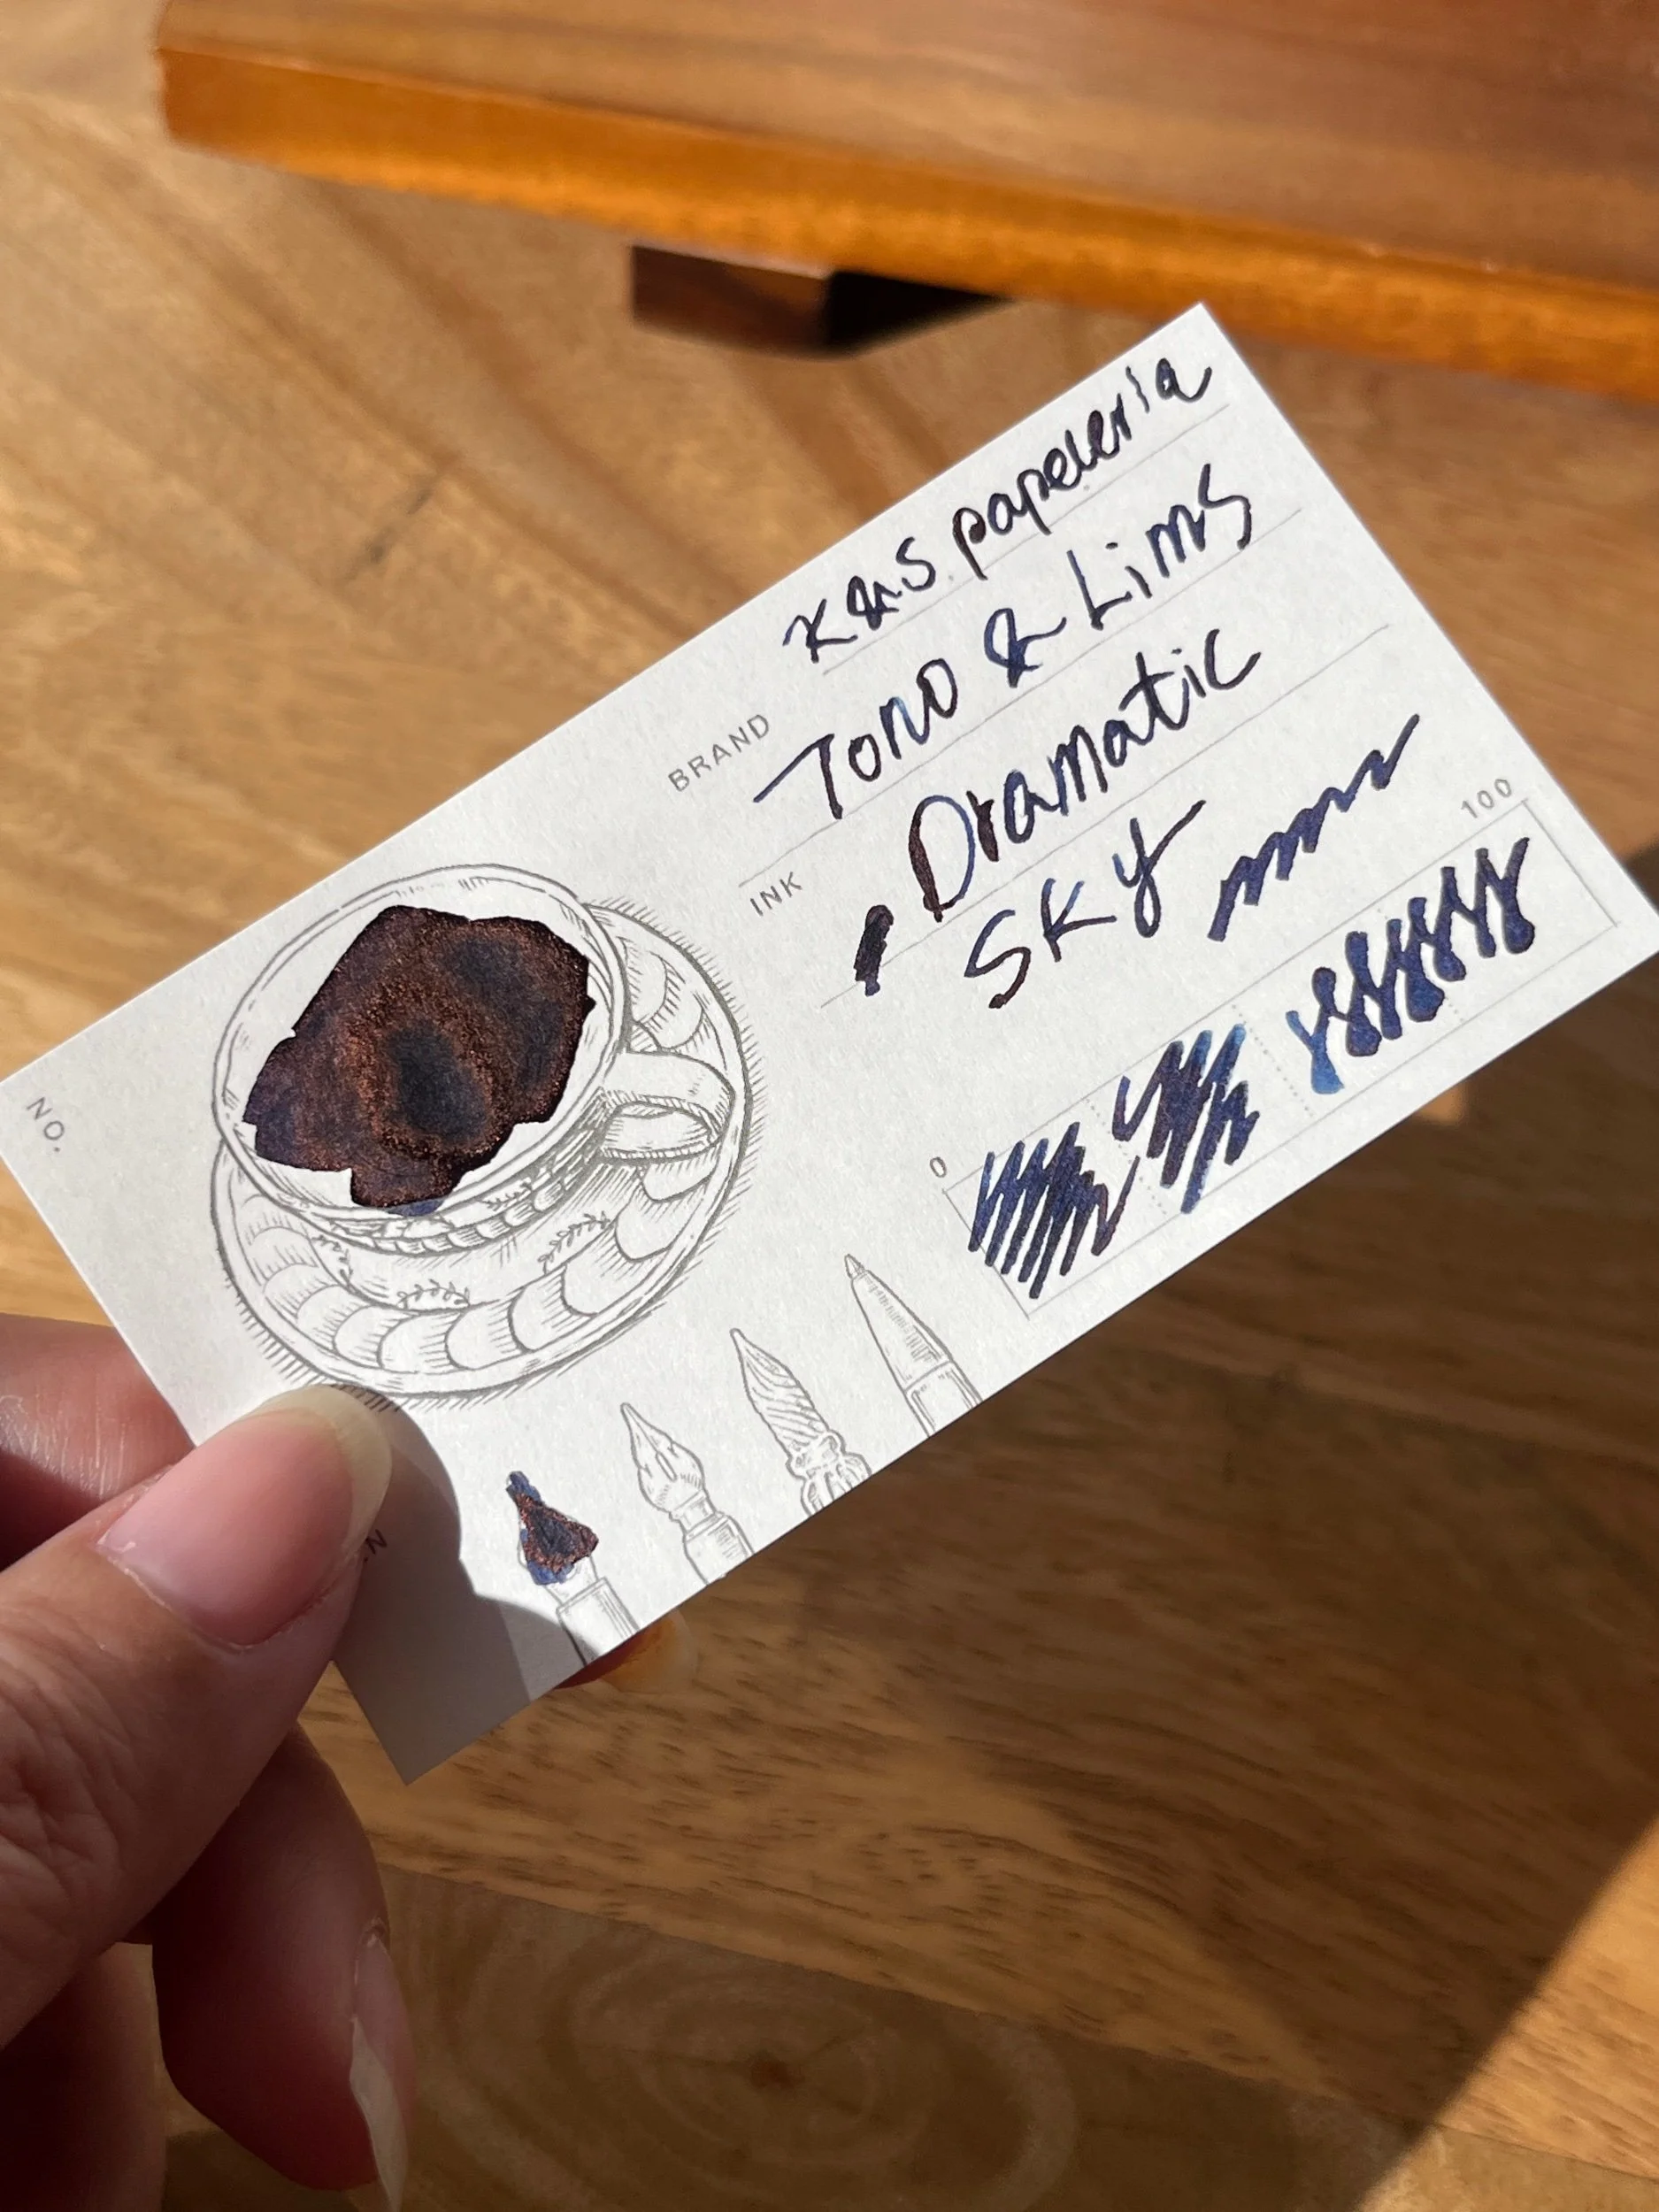 K & S papeleria
BRAND
Tono & Lims
INK
Dramatic
Sky
0
100
NO.